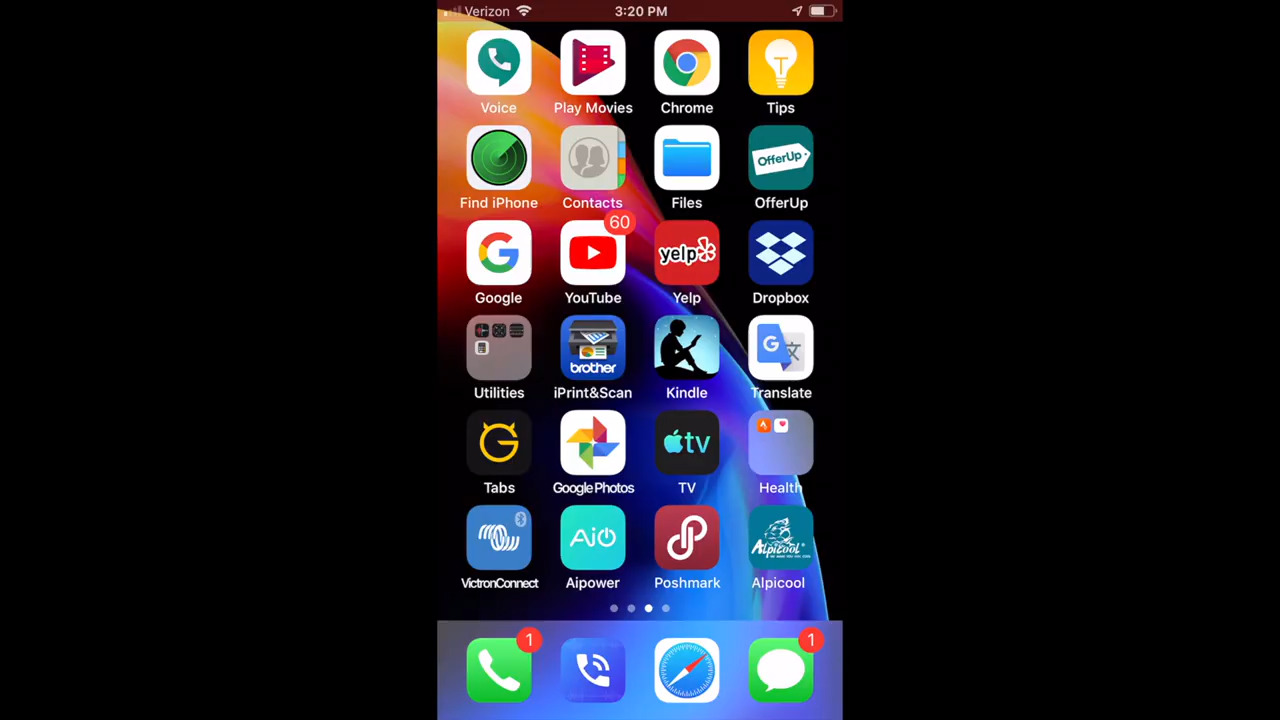 Verizon 3:20 PM
Voice Play Movies Chrome Tips
OfferUp
Find iPhone Contacts Files OfferUp
60
yelp
Google YouTube Yelp Dropbox
brother
G 文
Utilities iPrint&Scan Kindle Translate
tv
Tabs Google Photos TV Health
Aio
Alpicool
VictronConnect Aipower Poshmark Alpicool
1 1